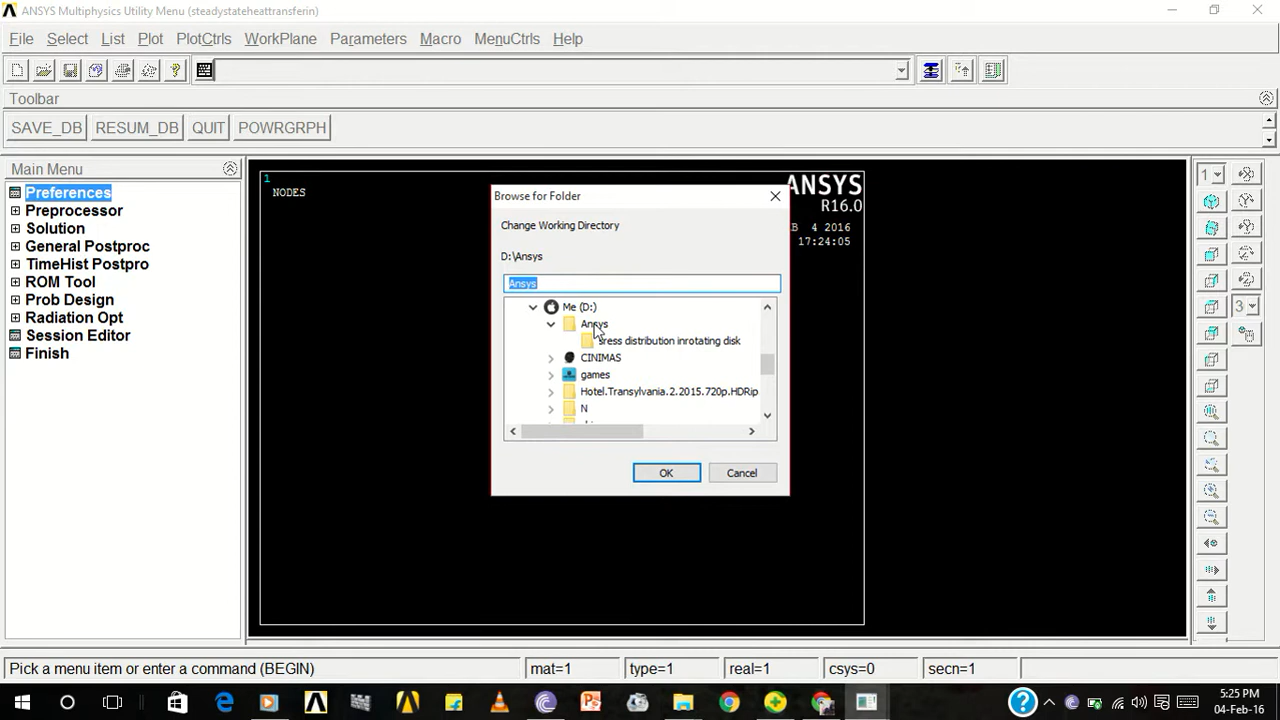 ANSYS Multiphysics Utility Menu (steadystateheattransferin)
File Select List Plot PlotCtrls WorkPlane Parameters Macro MenuCtrls Help
Toolbar
SAVE_DB RESUM_DB QUIT POWRGRPH
Main Menu
Preferences
Preprocessor
Solution
General Postproc
TimeHist Postpro
ROM Tool
Prob Design
Radiation Opt
Session Editor
Finish
1
NODES
ANSYS
R16.0
B 4 2016
17:24:05
Browse for Folder
Change Working Directory
D:\Ansys
Ansys
Me (D:)
Ansys
sress distribution inrotating disk
CINIMAS
games
Hotel.Transylvania.2.2015.720p.HDRip
N
OK Cancel
1
3
Pick a menu item or enter a command (BEGIN) mat=1 type=1 real=1 csys=0 secn=1
5:25 PM
04-Feb-16